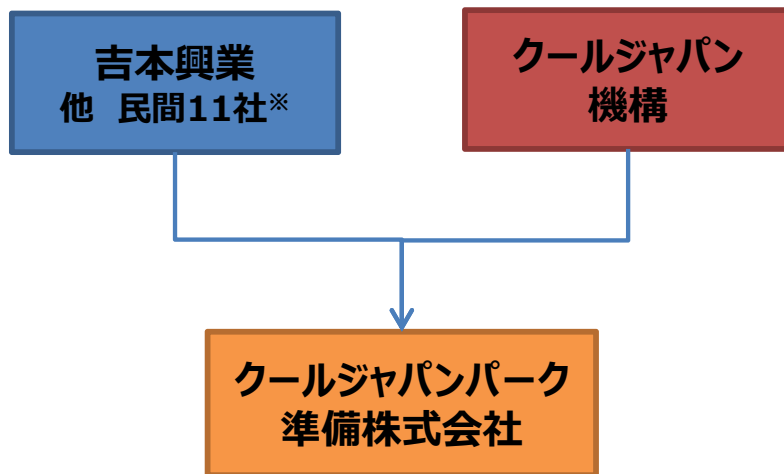 吉本興業
他 民間11社※
クールジャパン
機構
クールジャパンパーク
準備株式会社